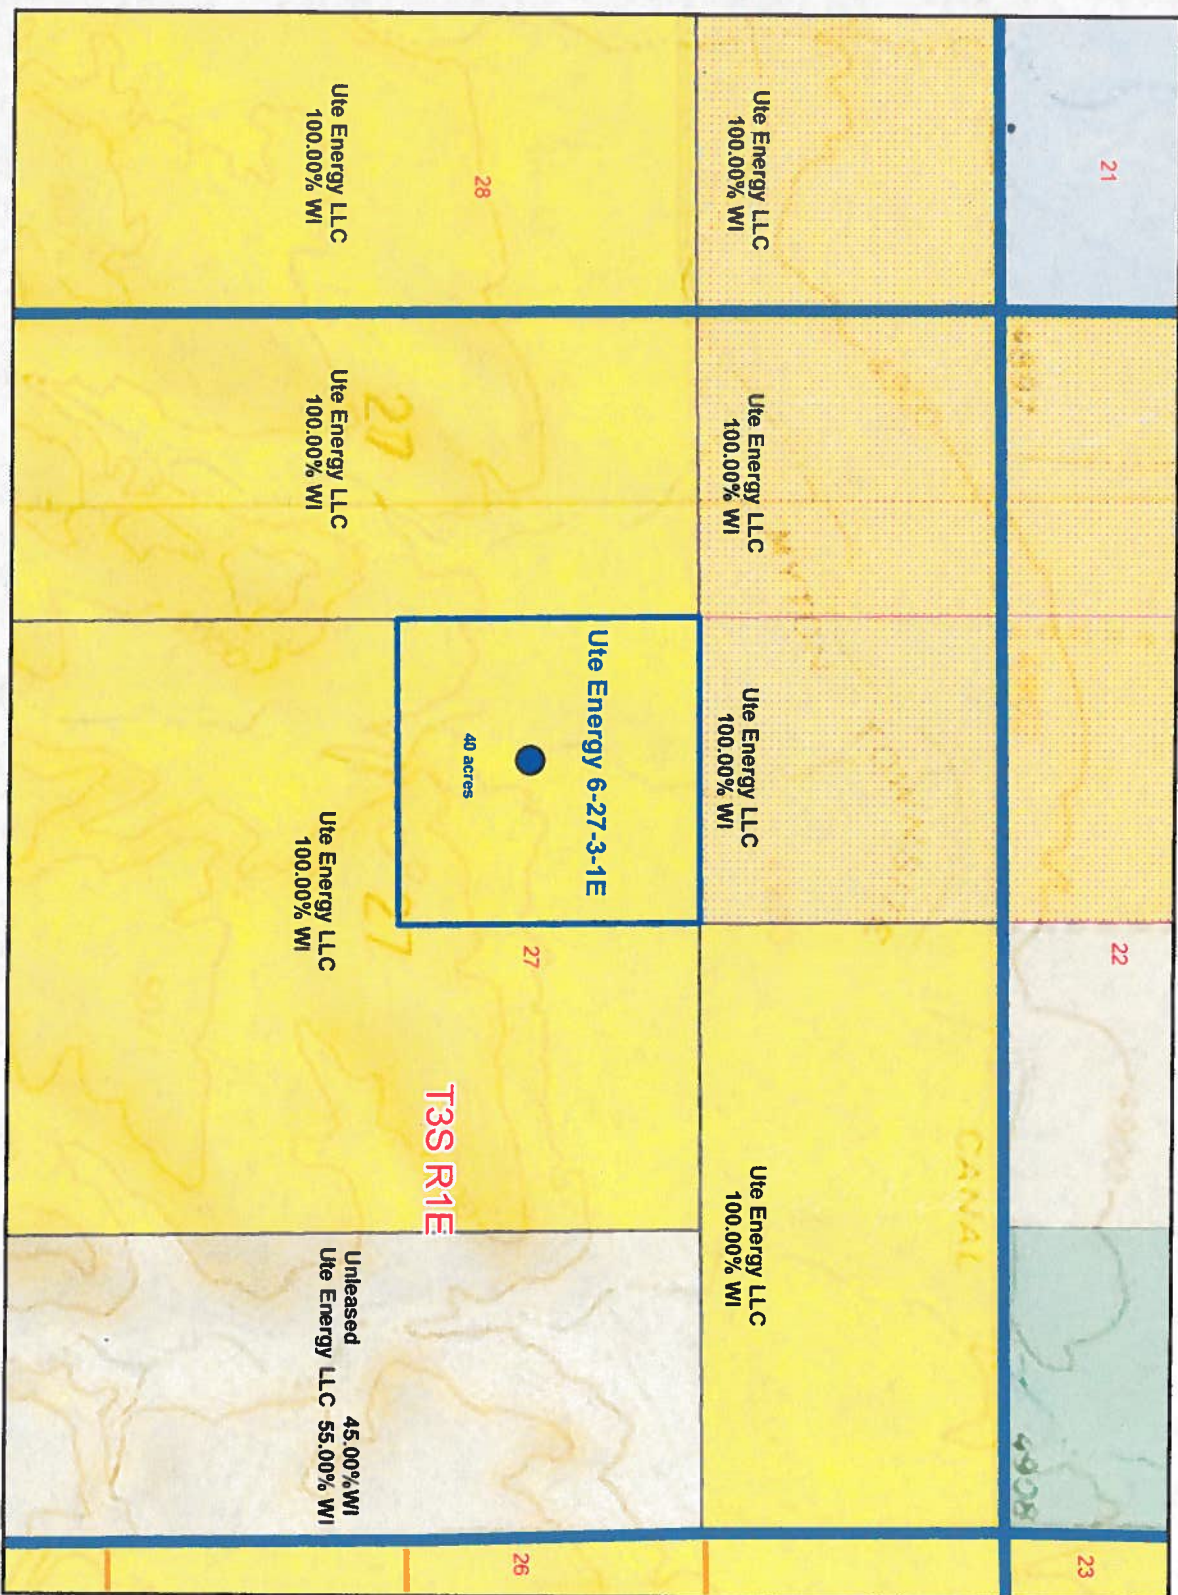 21
22
23
Ute Energy LLC
100.00% WI
Ute Energy LLC
100.00% WI
Ute Energy LLC
100.00% WI
Ute Energy LLC
100.00% WI
CANAL
4908
28
Ute Energy LLC
100.00% WI
27
Ute Energy LLC
100.00% WI
Ute Energy 6-27-3-1E
40 acres
27
27
T3S R1E
Ute Energy LLC
100.00% WI
Unleased 45.00%WI
Ute Energy LLC 55.00% WI
26